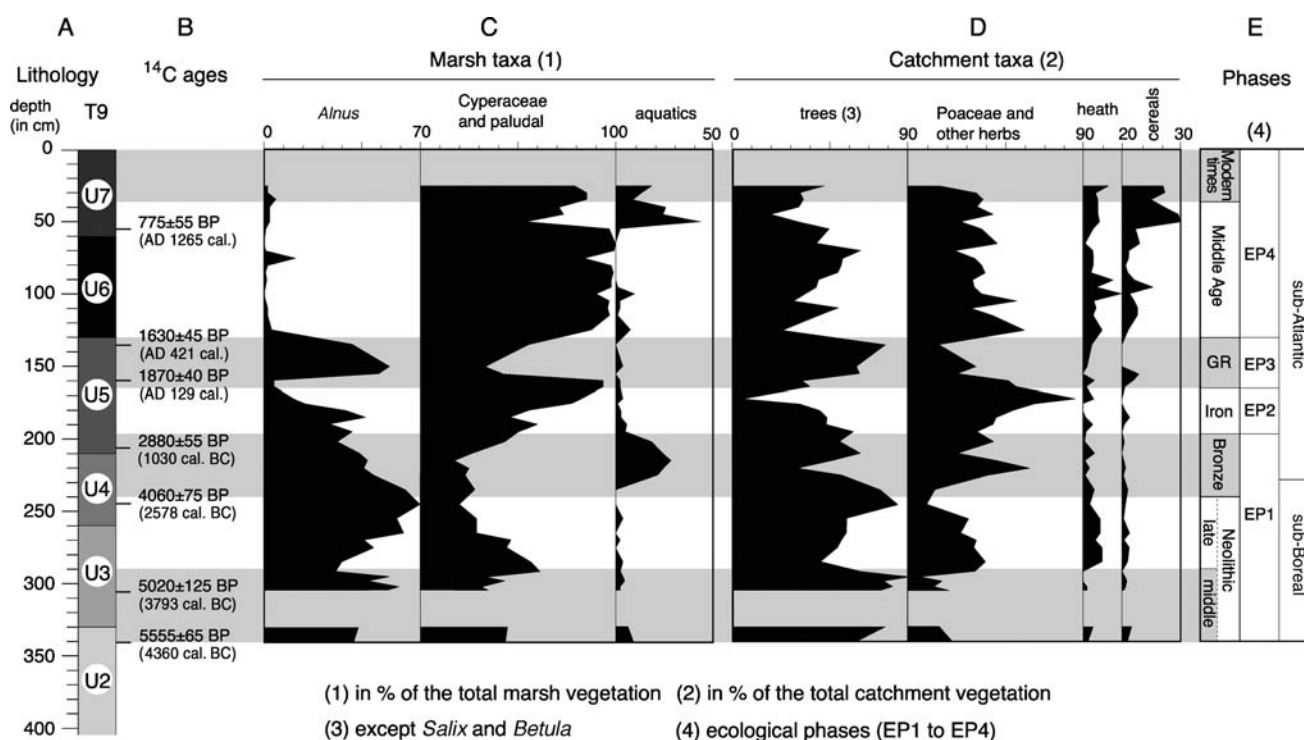 A B C D E
Lithology ¹⁴C ages Marsh taxa (1) Catchment taxa (2) Phases
depth (in cm) T9 Alnus Cyperaceae and paludal aquatics trees (3) Poaceae and other herbs heath cereals (4)
0 70 100 50 0 90 90 20 30
0
50
100
150
200
250
300
350
400
U7
U6
U5
U4
U3
U2
775±55 BP
(AD 1265 cal.)
1630±45 BP
(AD 421 cal.)
1870±40 BP
(AD 129 cal.)
2880±55 BP
(1030 cal. BC)
4060±75 BP
(2578 cal. BC)
5020±125 BP
(3793 cal. BC)
5555±65 BP
(4360 cal. BC)
Modern times
Middle Age
GR
Iron
Bronze
late
middle
Neolithic
EP4
EP3
EP2
EP1
sub-Atlantic
sub-Boreal
(1) in % of the total marsh vegetation (2) in % of the total catchment vegetation
(3) except Salix and Betula (4) ecological phases (EP1 to EP4)